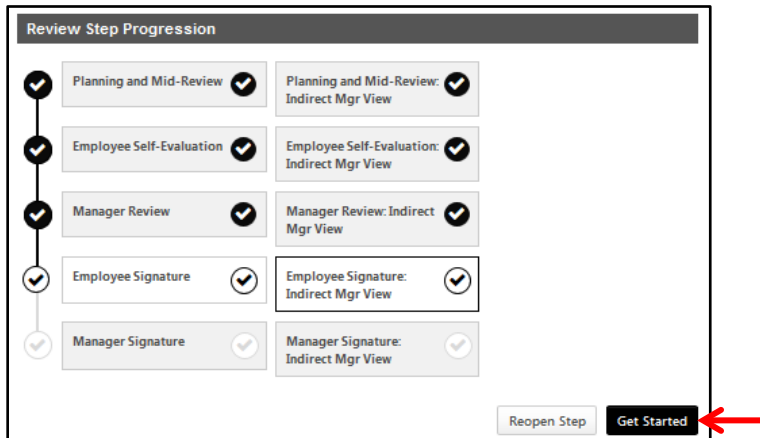 Review Step Progression
Planning and Mid-Review
Planning and Mid-Review:
Indirect Mgr View
Employee Self-Evaluation
Employee Self-Evaluation:
Indirect Mgr View
Manager Review
Manager Review: Indirect
Mgr View
Employee Signature
Employee Signature:
Indirect Mgr View
Manager Signature
Manager Signature:
Indirect Mgr View
Reopen Step
Get Started